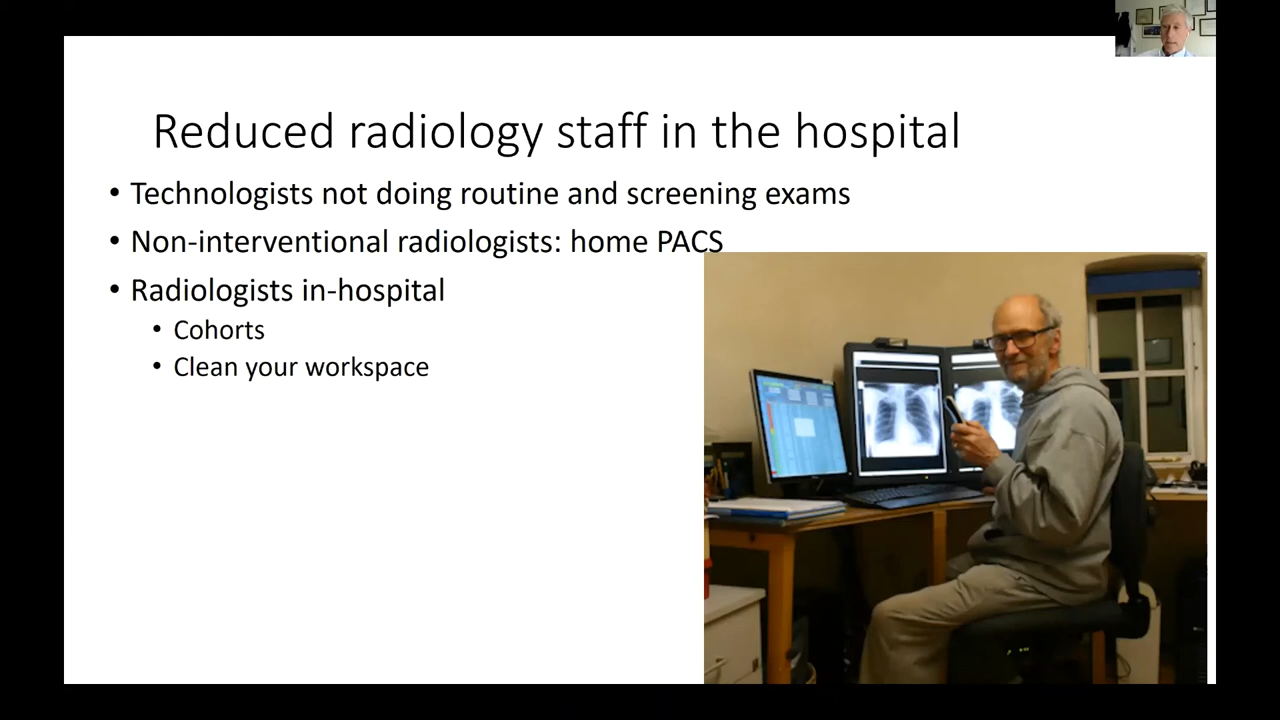 Reduced radiology staff in the hospital
• Technologists not doing routine and screening exams
• Non-interventional radiologists: home PACS
• Radiologists in-hospital
• Cohorts
• Clean your workspace